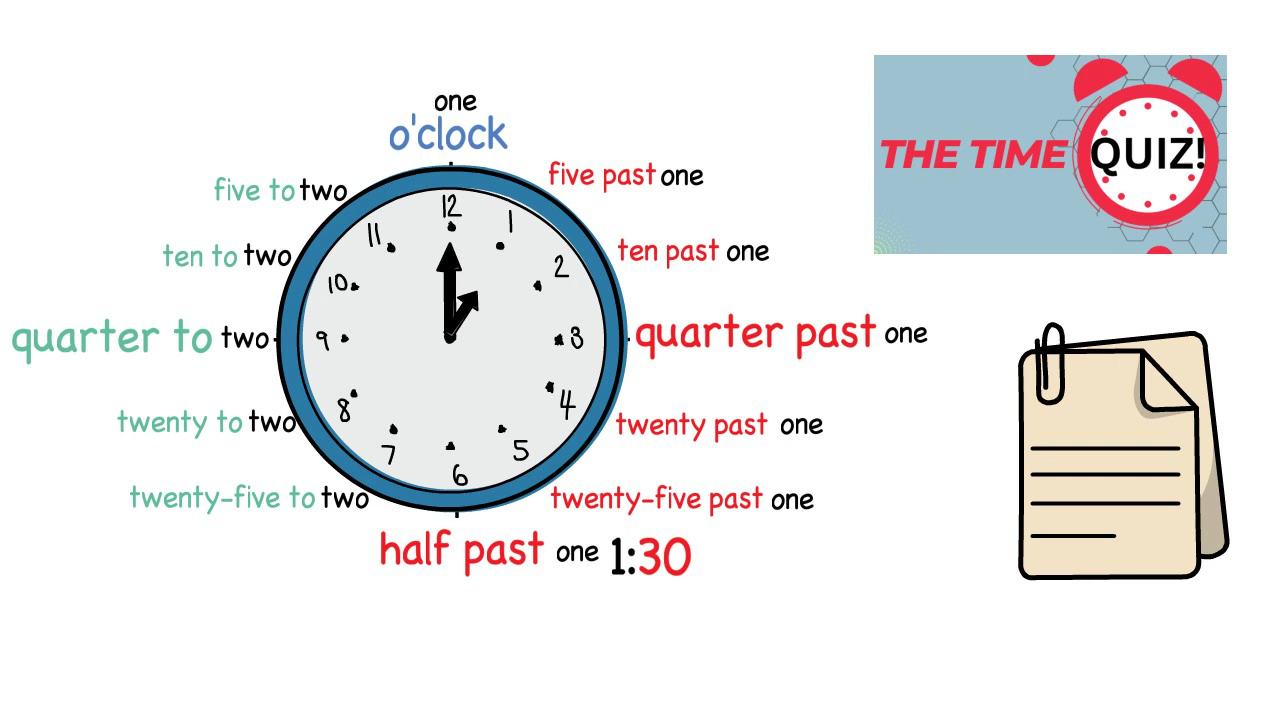 one
o'clock
five to two
five past one
ten to two
ten past one
quarter to two
quarter past one
twenty to two
twenty past one
twenty-five to two
twenty-five past one
half past one 1:30
12
1
2
3
4
5
6
7
8
9
10
11
THE TIME QUIZ!